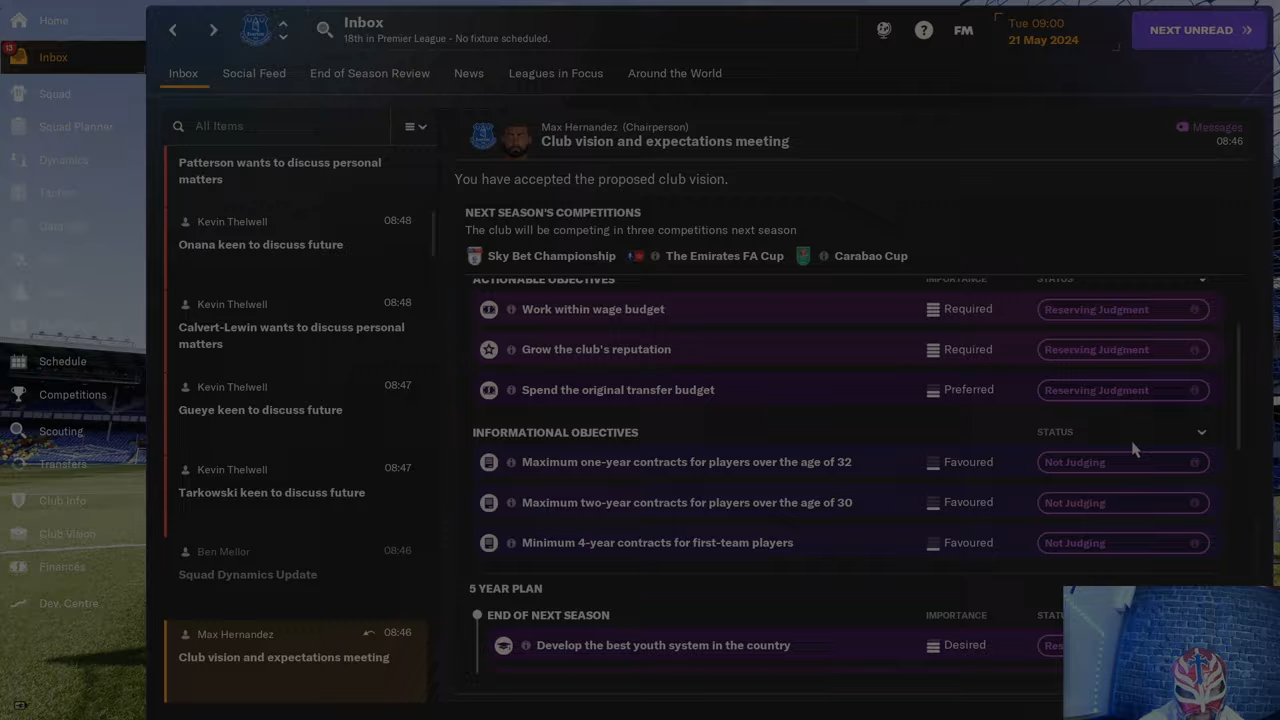 Home
13
Inbox
Squad
Squad Planner
Dynamics
Tactics
Schedule
Competitions
Scouting
Transfers
Club Info
Club Vision
Finances
Dev. Centre
Inbox
18th in Premier League - No fixture scheduled.
FM
Tue 09:00
21 May 2024
NEXT UNREAD
Inbox
Social Feed
End of Season Review
News
Leagues in Focus
Around the World
All Items
Patterson wants to discuss personal
matters
Kevin Thelwell 08:48
Onana keen to discuss future
Kevin Thelwell 08:48
Calvert-Lewin wants to discuss personal
matters
Kevin Thelwell 08:47
Gueye keen to discuss future
Kevin Thelwell 08:47
Tarkowski keen to discuss future
Ben Mellor 08:46
Squad Dynamics Update
Max Hernandez 08:46
Club vision and expectations meeting
Max Hernandez (Chairperson)
Club vision and expectations meeting
Messages
08:46
You have accepted the proposed club vision.
NEXT SEASON'S COMPETITIONS
The club will be competing in three competitions next season
Sky Bet Championship The Emirates FA Cup Carabao Cup
ACTIONABLE OBJECTIVES IMPORTANCE STATUS
Work within wage budget Required Reserving Judgment
Grow the club's reputation Required Reserving Judgment
Spend the original transfer budget Preferred Reserving Judgment
INFORMATIONAL OBJECTIVES STATUS
Maximum one-year contracts for players over the age of 32 Favoured Not Judging
Maximum two-year contracts for players over the age of 30 Favoured Not Judging
Minimum 4-year contracts for first-team players Favoured Not Judging
5 YEAR PLAN
END OF NEXT SEASON IMPORTANCE
Develop the best youth system in the country Desired